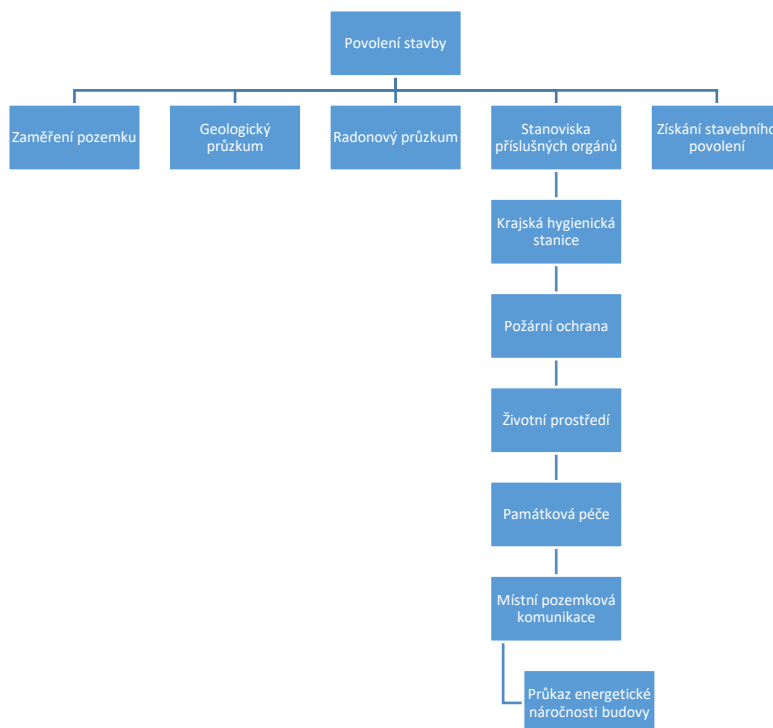 Povolení stavby
Zaměření pozemku
Geologický
průzkum
Radonový průzkum
Stanoviska
příslušných orgánů
Získání stavebního
povolení
Krajská hygienická
stanice
Požární ochrana
Životní prostředí
Památková péče
Místní pozemková
komunikace
Průkaz energetické
náročnosti budovy